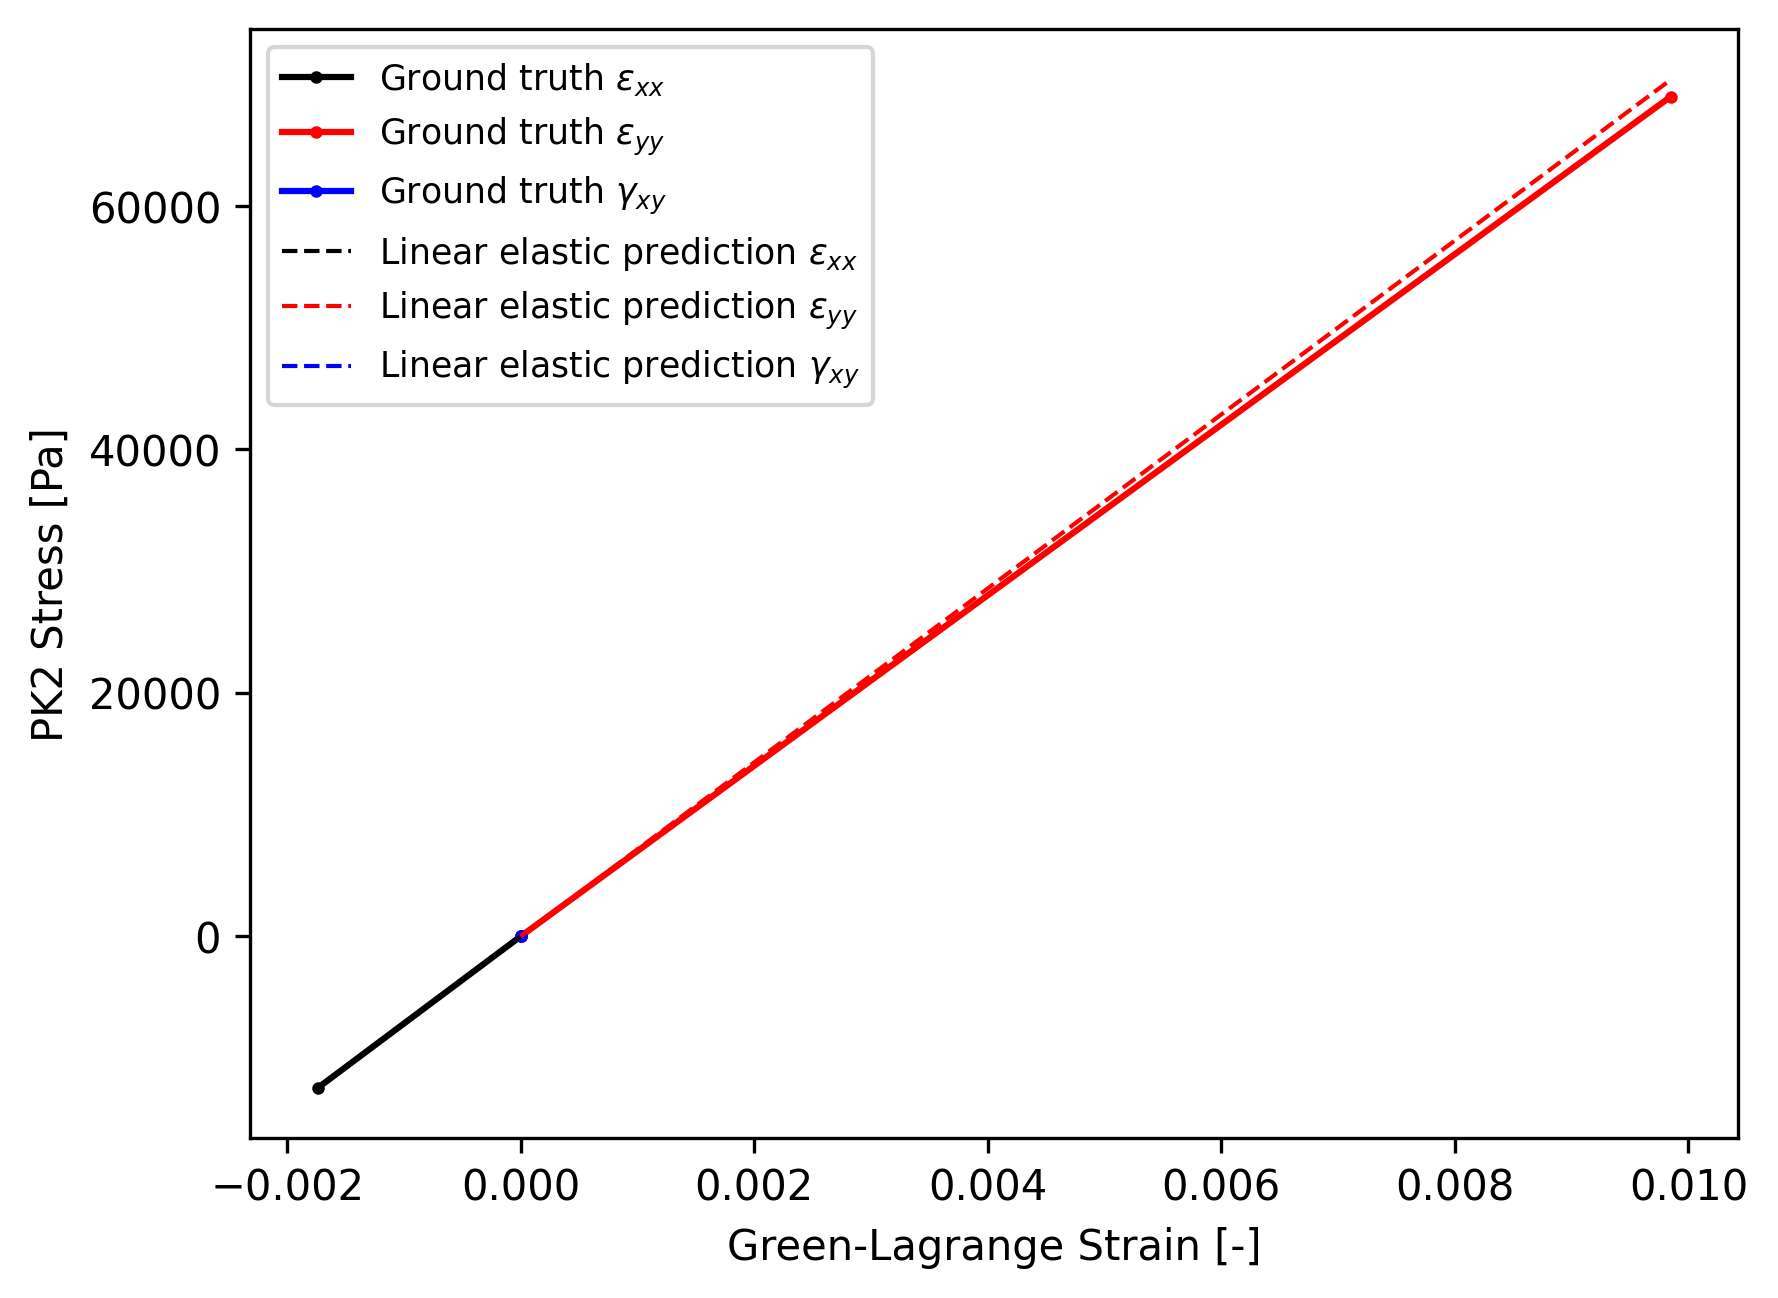 Ground truth εxx
Ground truth εyy
Ground truth γxy
Linear elastic prediction εxx
Linear elastic prediction εyy
Linear elastic prediction γxy
60000
40000
20000
0
PK2 Stress [Pa]
−0.002 0.000 0.002 0.004 0.006 0.008 0.010
Green-Lagrange Strain [-]